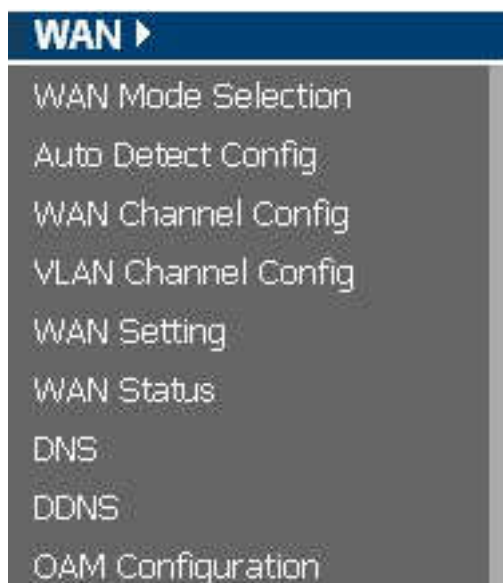 WAN
WAN Mode Selection
Auto Detect Config
WAN Channel Config
VLAN Channel Config
WAN Setting
WAN Status
DNS
DDNS
OAM Configuration